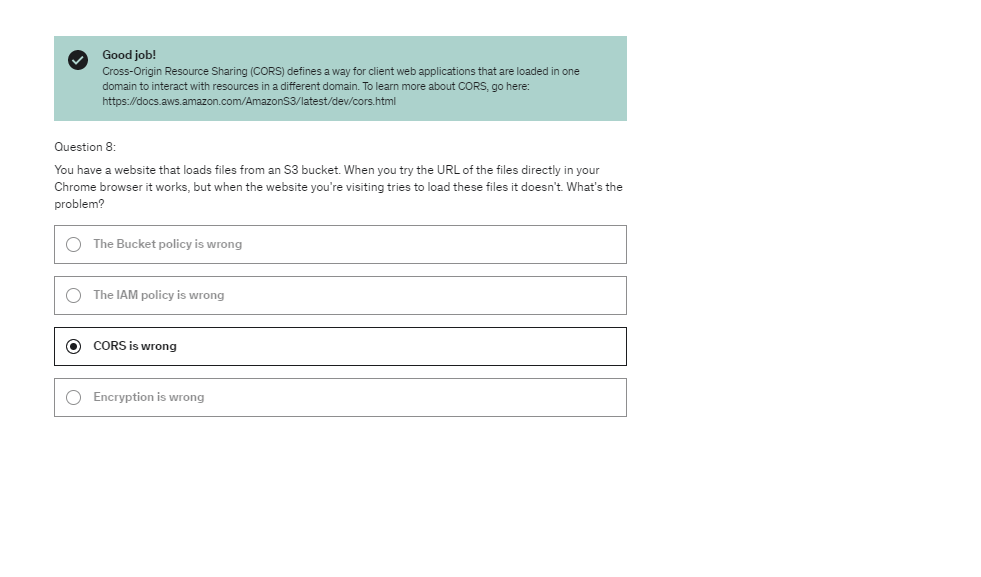 Good job!
Cross-Origin Resource Sharing (CORS) defines a way for client web applications that are loaded in one
domain to interact with resources in a different domain. To learn more about CORS, go here:
https://docs.aws.amazon.com/AmazonS3/latest/dev/cors.html
Question 8:
You have a website that loads files from an S3 bucket. When you try the URL of the files directly in your
Chrome browser it works, but when the website you're visiting tries to load these files it doesn't. What's the
problem?
The Bucket policy is wrong
The IAM policy is wrong
CORS is wrong
Encryption is wrong